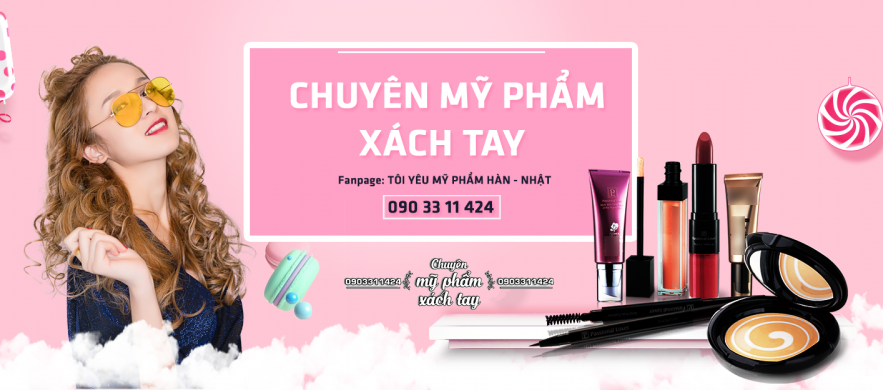 CHUYÊN MỸ PHẨM
XÁCH TAY
Fanpage: TÔI YÊU MỸ PHẨM HÀN - NHẬT
090 33 11 424
Chuyên
0903311424 mỹ phẩm 0903311424
xách tay